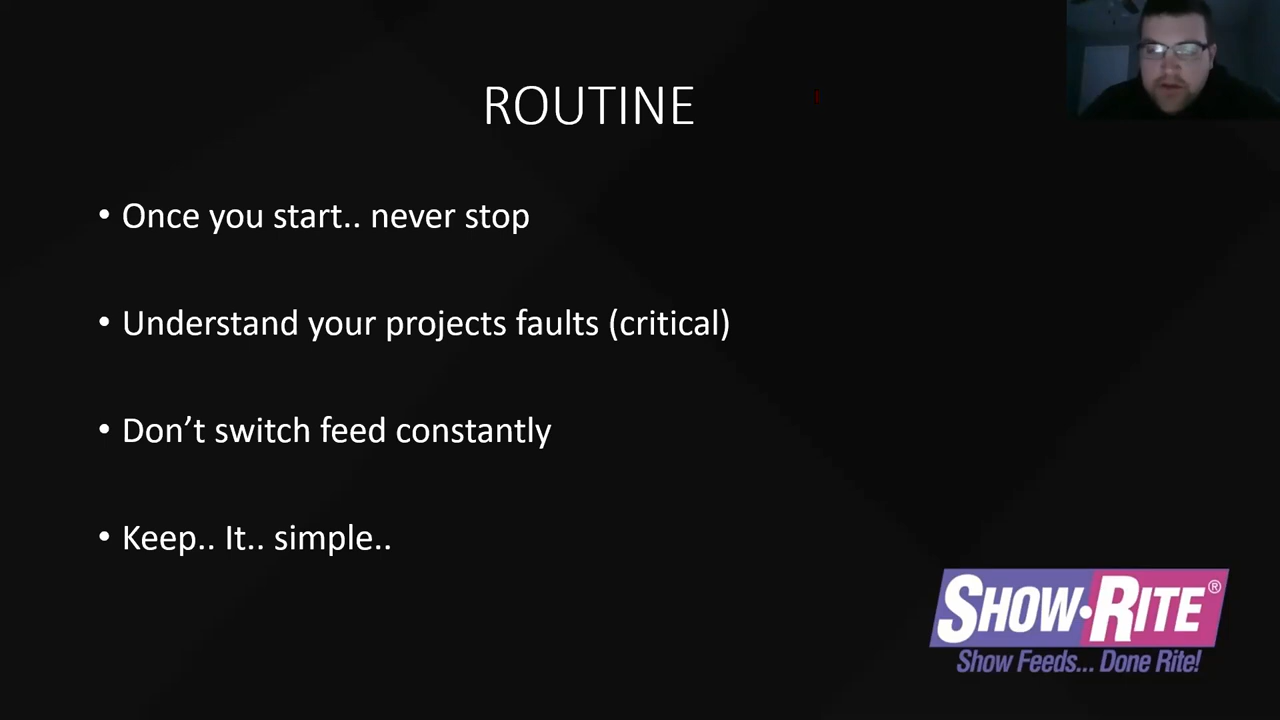 ROUTINE
• Once you start.. never stop
• Understand your projects faults (critical)
• Don’t switch feed constantly
• Keep.. It.. simple..
SHOW•RITE®
Show Feeds... Done Rite!